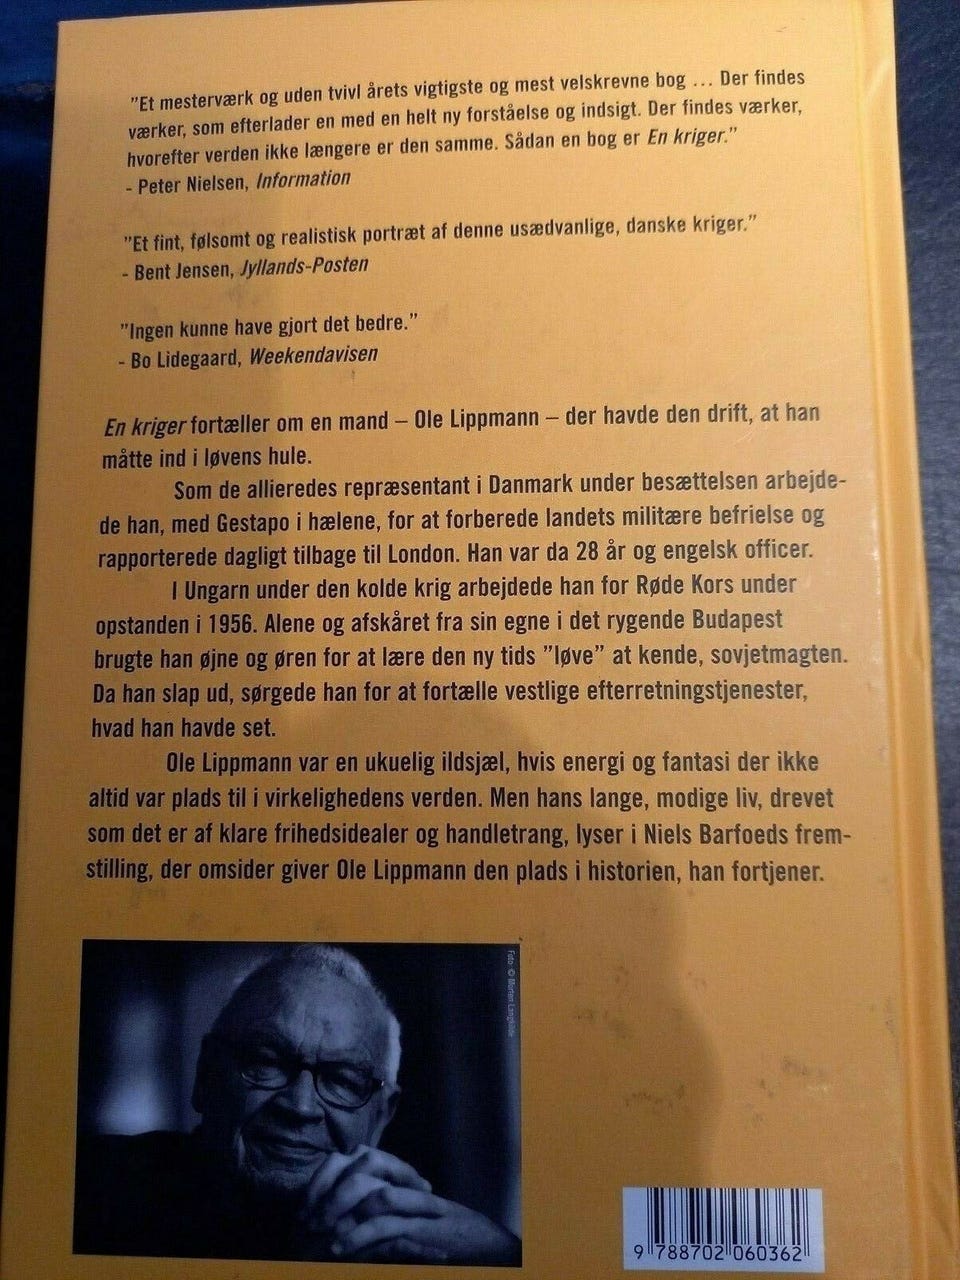 "Et mesterværk og uden tvivl årets vigtigste og mest velskrevne bog ... Der findes
værker, som efterlader en med en helt ny forståelse og indsigt. Der findes værker,
hvorefter verden ikke længere er den samme. Sådan en bog er En kriger."
- Peter Nielsen, Information
"Et fint, følsomt og realistisk portræt af denne usædvanlige, danske kriger."
- Bent Jensen, Jyllands-Posten
"Ingen kunne have gjort det bedre."
- Bo Lidegaard, Weekendavisen
En kriger fortæller om en mand – Ole Lippmann – der havde den drift, at han
måtte ind i løvens hule.
Som de allieredes repræsentant i Danmark under besættelsen arbejde-
de han, med Gestapo i hælene, for at forberede landets militære befrielse og
rapporterede dagligt tilbage til London. Han var da 28 år og engelsk officer.
I Ungarn under den kolde krig arbejdede han for Røde Kors under
opstanden i 1956. Alene og afskåret fra sin egne i det rygende Budapest
brugte han øjne og øren for at lære den ny tids "løve" at kende, sovjetmagten.
Da han slap ud, sørgede han for at fortælle vestlige efterretningstjenester,
hvad han havde set.
Ole Lippmann var en ukuelig ildsjæl, hvis energi og fantasi der ikke
altid var plads til i virkelighedens verden. Men hans lange, modige liv, drevet
som det er af klare frihedsidealer og handletrang, lyser i Niels Barfoeds frem-
stilling, der omsider giver Ole Lippmann den plads i historien, han fortjener.
Foto © Morten
9 788702 060362